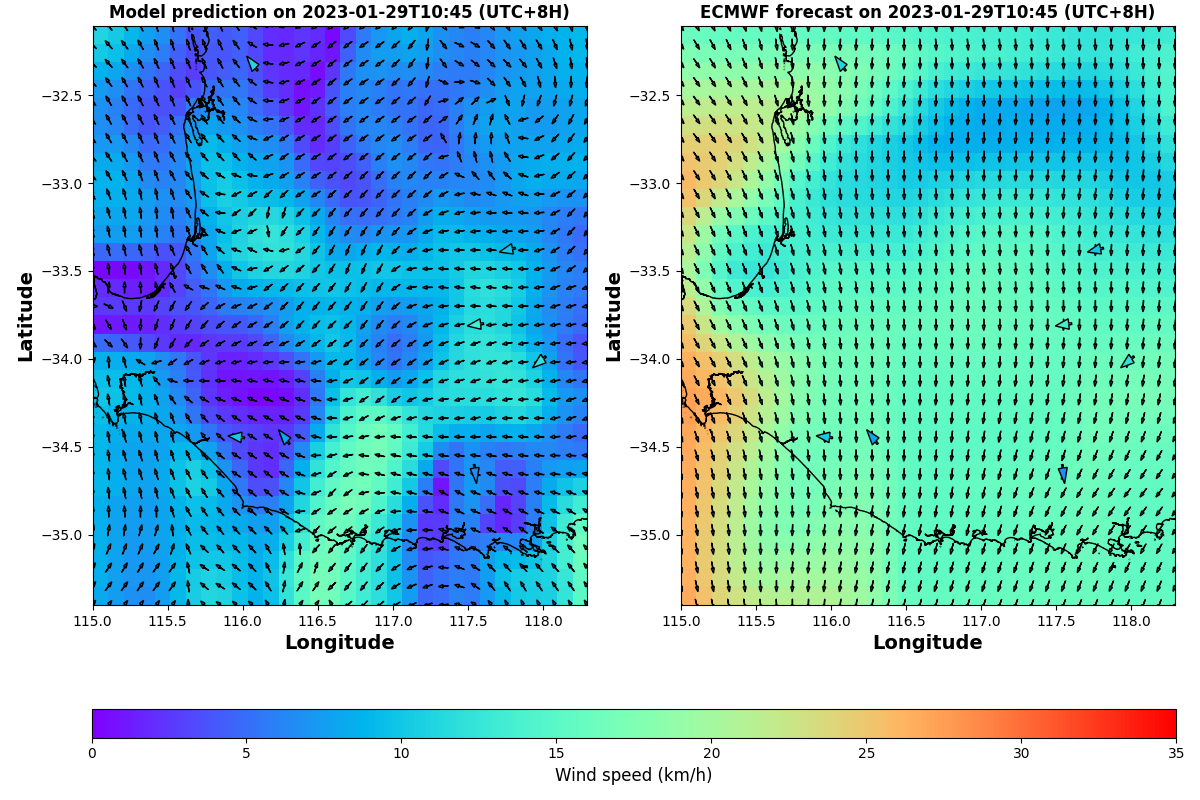 Model prediction on 2023-01-29T10:45 (UTC+8H)
ECMWF forecast on 2023-01-29T10:45 (UTC+8H)
Latitude
−32.5
−33.0
−33.5
−34.0
−34.5
−35.0
115.0 115.5 116.0 116.5 117.0 117.5 118.0
Longitude
Latitude
−32.5
−33.0
−33.5
−34.0
−34.5
−35.0
115.0 115.5 116.0 116.5 117.0 117.5 118.0
Longitude
0 5 10 15 20 25 30 35
Wind speed (km/h)